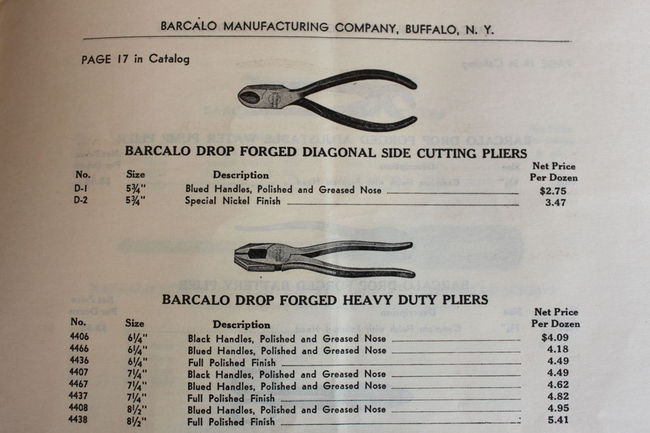 BARCALO MANUFACTURING COMPANY, BUFFALO, N. Y.
PAGE 17 in Catalog
BARCALO DROP FORGED DIAGONAL SIDE CUTTING PLIERS
No. Size Description Net Price Per Dozen
D-1 5¾" Blued Handles, Polished and Greased Nose $2.75
D-2 5¾" Special Nickel Finish 3.47
BARCALO DROP FORGED HEAVY DUTY PLIERS
No. Size Description Net Price Per Dozen
4406 6¼" Black Handles, Polished and Greased Nose $4.09
4466 6¼" Blued Handles, Polished and Greased Nose 4.18
4436 6¼" Full Polished Finish 4.49
4407 7¼" Black Handles, Polished and Greased Nose 4.49
4467 7¼" Blued Handles, Polished and Greased Nose 4.62
4437 7¼" Full Polished Finish 4.82
4408 8½" Blued Handles, Polished and Greased Nose 4.95
4438 8½" Full Polished Finish 5.41